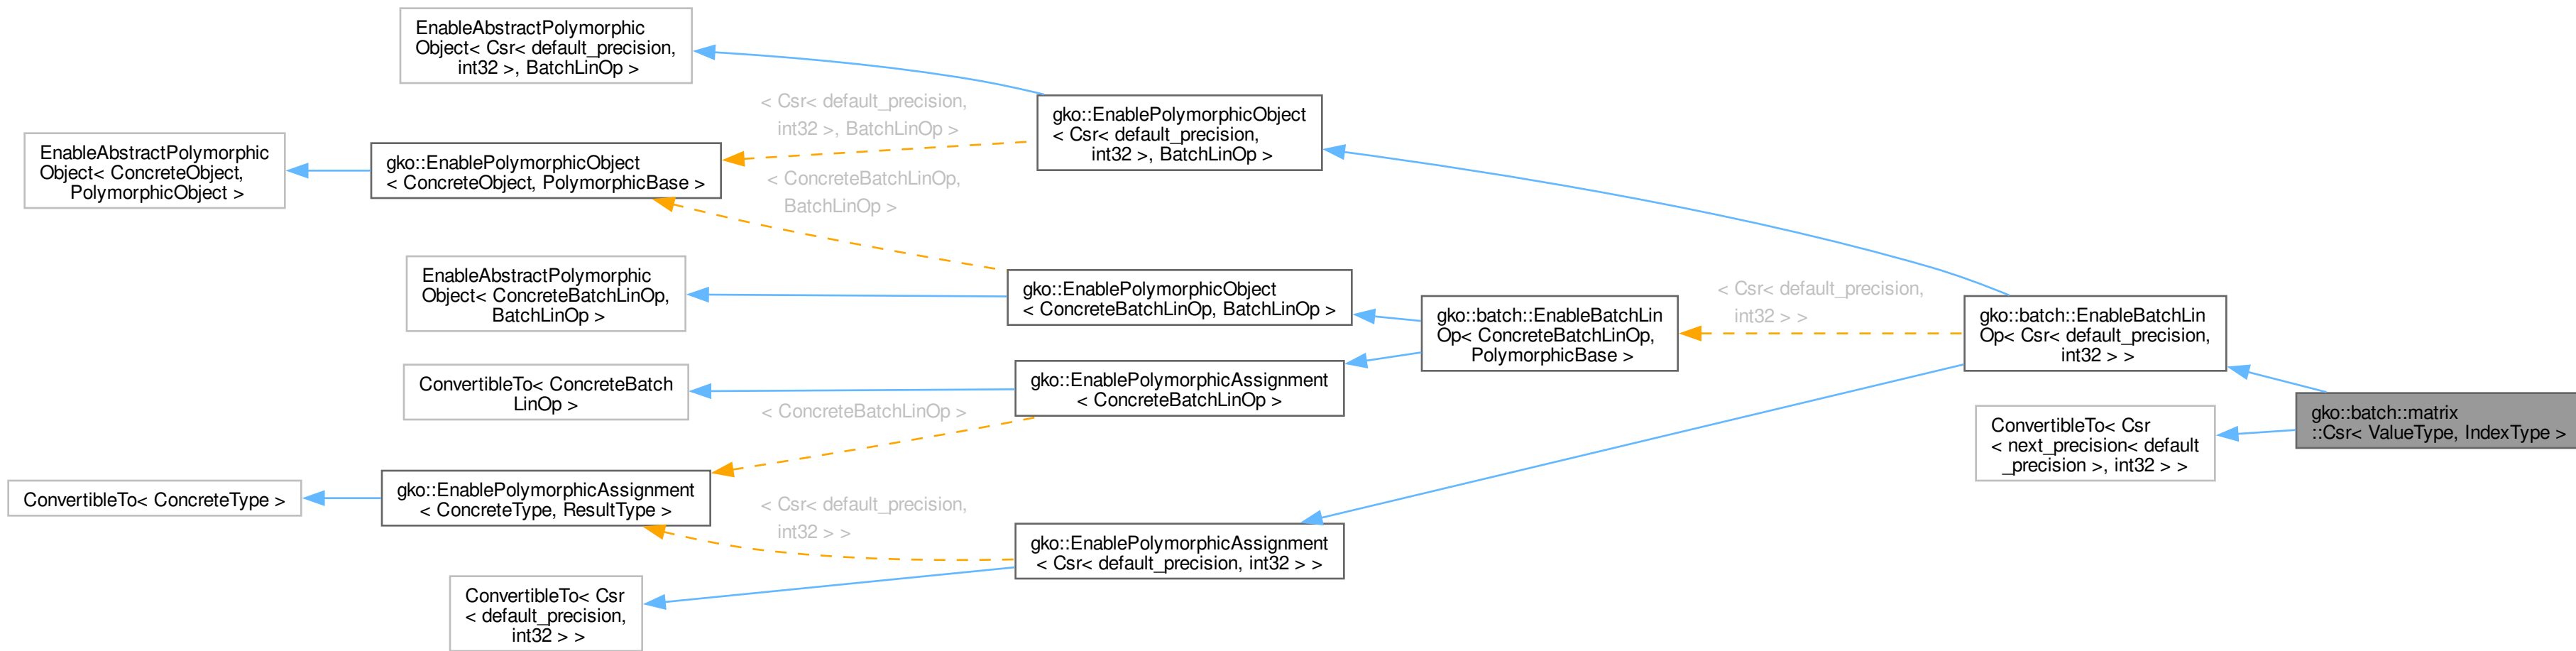 EnableAbstractPolymorphic
Object< Csr< default_precision,
int32 >, BatchLinOp >
< Csr< default_precision,
int32 >, BatchLinOp >
gko::EnablePolymorphicObject
< Csr< default_precision,
int32 >, BatchLinOp >
EnableAbstractPolymorphic
Object< ConcreteObject,
PolymorphicObject >
gko::EnablePolymorphicObject
< ConcreteObject, PolymorphicBase >
< ConcreteBatchLinOp,
BatchLinOp >
EnableAbstractPolymorphic
Object< ConcreteBatchLinOp,
BatchLinOp >
gko::EnablePolymorphicObject
< ConcreteBatchLinOp, BatchLinOp >
gko::batch::EnableBatchLin
Op< ConcreteBatchLinOp,
PolymorphicBase >
< Csr< default_precision,
int32 > >
gko::batch::EnableBatchLin
Op< Csr< default_precision,
int32 > >
ConvertibleTo< ConcreteBatch
LinOp >
gko::EnablePolymorphicAssignment
< ConcreteBatchLinOp >
< ConcreteBatchLinOp >
ConvertibleTo< Csr
< next_precision< default
_precision >, int32 > >
gko::batch::matrix
::Csr< ValueType, IndexType >
ConvertibleTo< ConcreteType >
gko::EnablePolymorphicAssignment
< ConcreteType, ResultType >
< Csr< default_precision,
int32 > >
gko::EnablePolymorphicAssignment
< Csr< default_precision, int32 > >
ConvertibleTo< Csr
< default_precision,
int32 > >